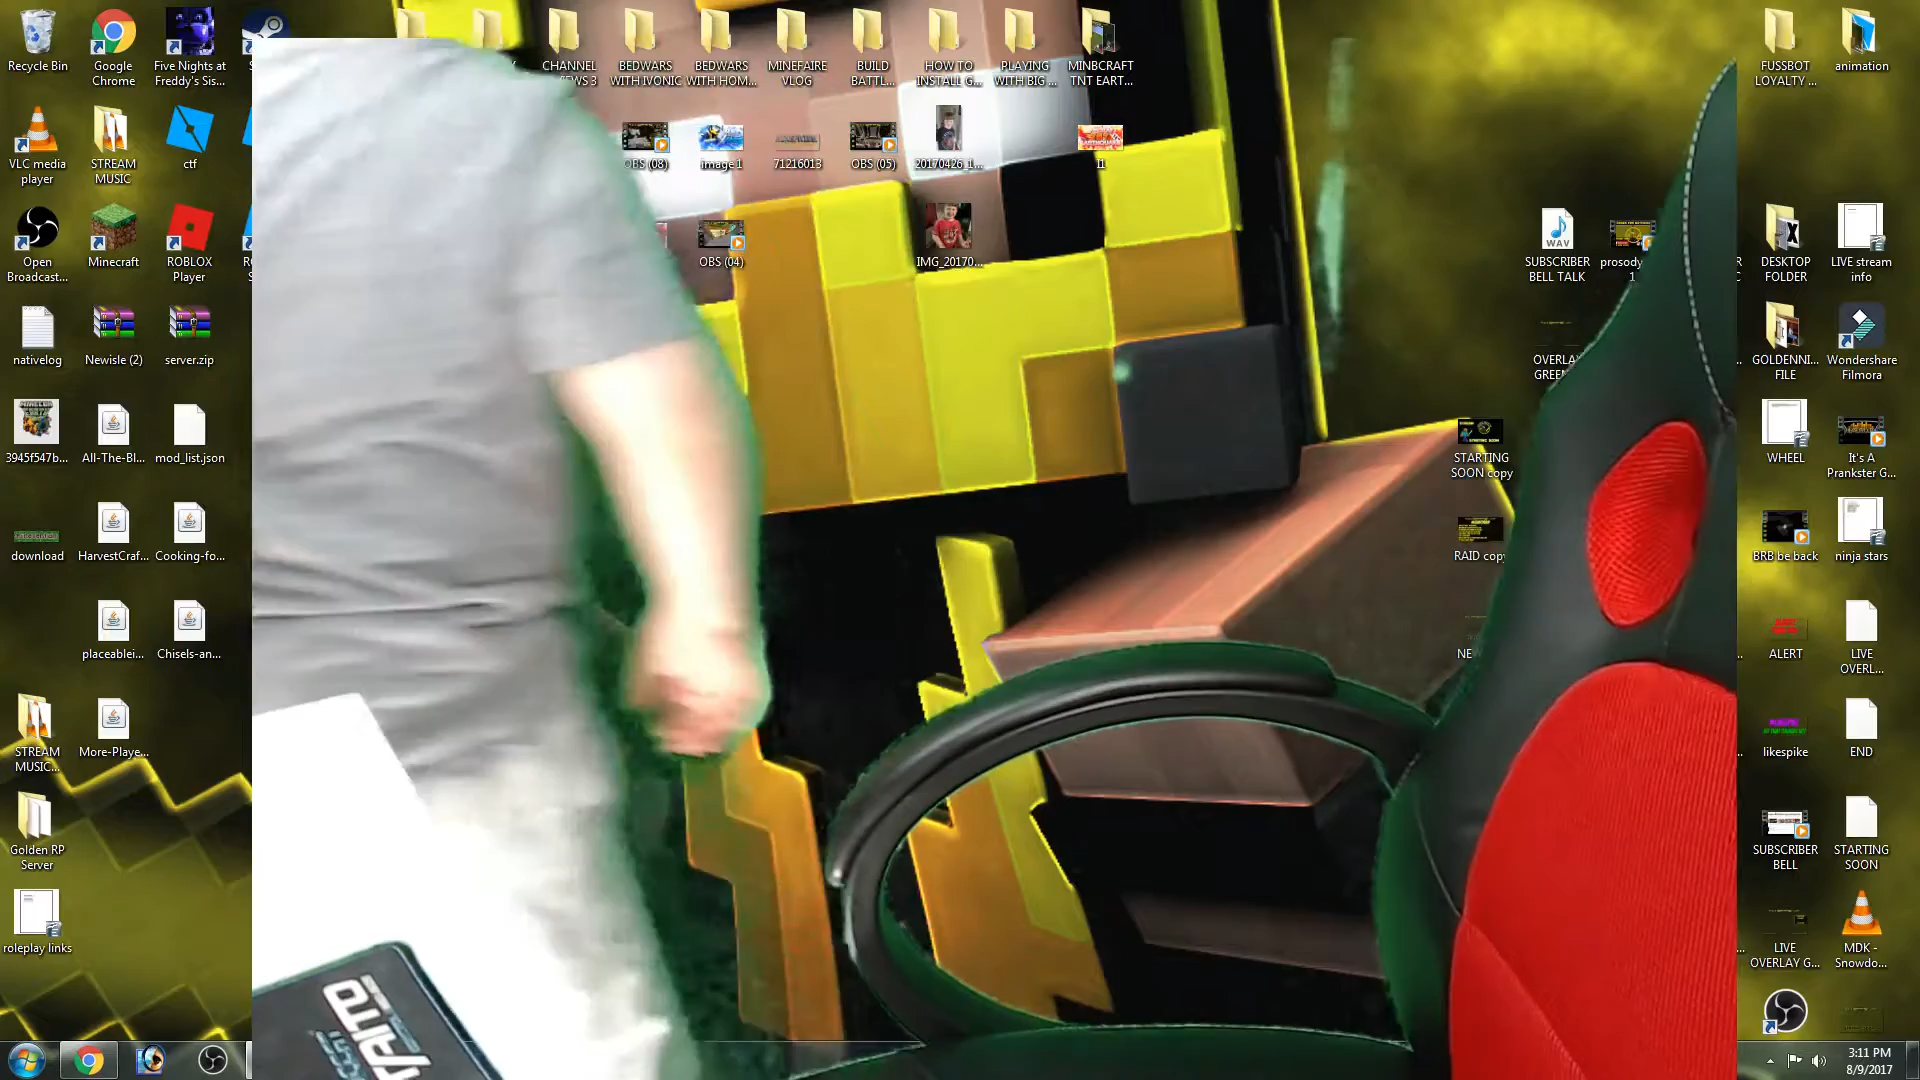 Recycle Bin
Google
Chrome
Five Nights at
Freddy's Sis...
CHANNEL
BEDWARS
WITH IVONIC
BEDWARS
WITH HOM...
MINEFAIRE
VLOG
BUILD
BATTL...
HOW TO
INSTALL G...
PLAYING
WITH BIG ...
MINBCRAFT
TNT EART...
FUSSBOT
LOYALTY ...
animation
VLC media
player
STREAM
MUSIC
ctf
OBS (08)
image1
71216013
OBS (05)
20170426_1...
Open
Broadcast...
Minecraft
ROBLOX
Player
OBS (04)
IMG_20170...
SUBSCRIBER
BELL TALK
WAV
DESKTOP
FOLDER
LIVE stream
info
nativelog
Newisle (2)
server.zip
GOLDENNI...
FILE
Wondershare
Filmora
3945f547b...
All-The-Bl...
mod_list.json
STARTING
SOON copy
WHEEL
It's A
Prankster G...
download
HarvestCraf...
Cooking-fo...
RAID copy
BRB be back
ninja stars
placeablei...
Chisels-an...
ALERT
LIVE
OVERL...
STREAM
MUSIC...
More-Playe...
likespike
END
Golden RP
Server
SUBSCRIBER
BELL
STARTING
SOON
roleplay links
LIVE
OVERLAY G...
MDK -
Snowdo...
3:11 PM
8/9/2017